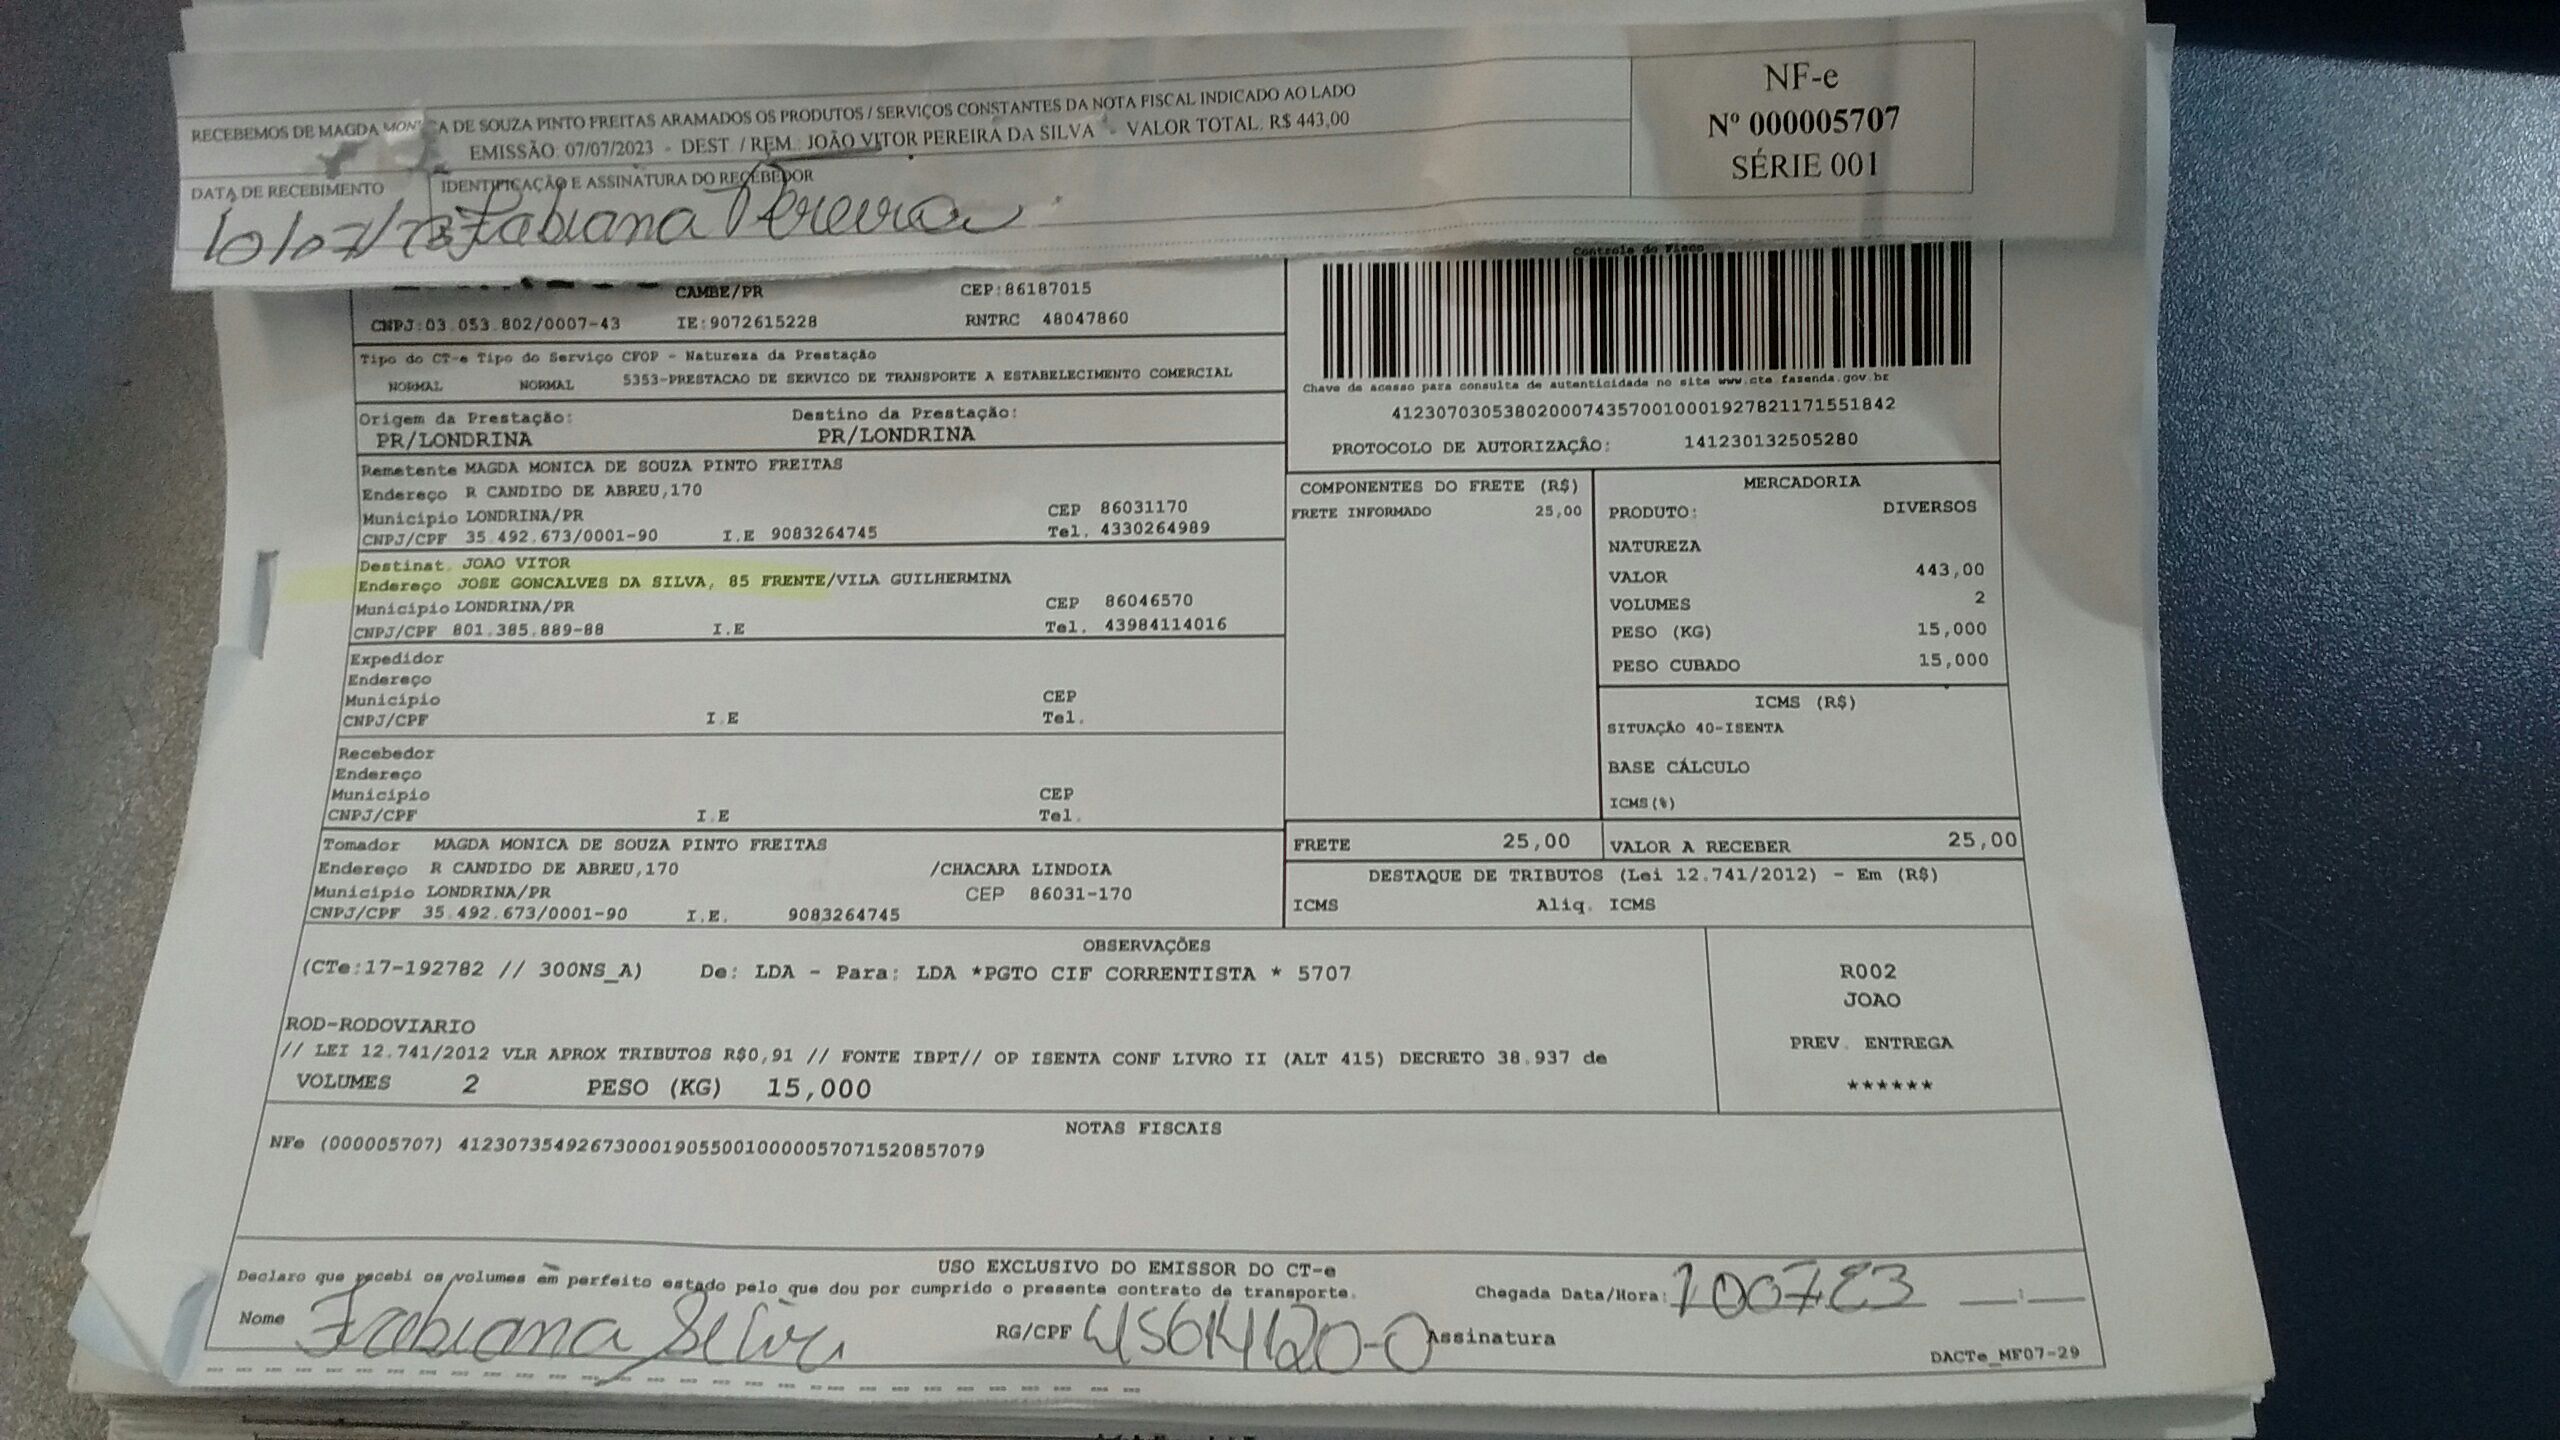 RECEBEMOS DE MAGDA MONICA DE SOUZA PINTO FREITAS ARAMADOS OS PRODUTOS / SERVIÇOS CONSTANTES DA NOTA FISCAL INDICADO AO LADO
EMISSÃO: 07/07/2023 - DEST. / REM.: JOÃO VITOR PEREIRA DA SILVA - VALOR TOTAL: R$ 443,00
NF-e
Nº 000005707
SÉRIE 001
DATA DE RECEBIMENTO IDENTIFICAÇÃO E ASSINATURA DO RECEBEDOR
10/07/23 Fabiana Pereira
Controle do Fisco
CAMBE/PR CEP:86187015
CNPJ:03.053.802/0007-43 IE:9072615228 RNTRC 48047860
Tipo do CT-e Tipo do Serviço CFOP - Natureza da Prestação
NORMAL NORMAL 5353-PRESTACAO DE SERVICO DE TRANSPORTE A ESTABELECIMENTO COMERCIAL
Chave de acesso para consulta de autenticidade no site www.cte.fazenda.gov.br
41230703053802000743570010001927821171551842
PROTOCOLO DE AUTORIZAÇÂO: 141230132505280
Origem da Prestação: Destino da Prestação:
PR/LONDRINA PR/LONDRINA
Remetente MAGDA MONICA DE SOUZA PINTO FREITAS
Endereço R CANDIDO DE ABREU,170
Município LONDRINA/PR CEP 86031170
CNPJ/CPF 35.492.673/0001-90 I.E 9083264745 Tel. 4330264989
Destinat. JOAO VITOR
Endereço JOSE GONCALVES DA SILVA, 85 FRENTE/VILA GUILHERMINA
Município LONDRINA/PR CEP 86046570
CNPJ/CPF 801.385.889-88 I.E Tel. 43984114016
Expedidor
Endereço
Município CEP
CNPJ/CPF I.E Tel.
Recebedor
Endereço
Município CEP
CNPJ/CPF I.E Tel.
Tomador MAGDA MONICA DE SOUZA PINTO FREITAS
Endereço R CANDIDO DE ABREU,170 /CHACARA LINDOIA
Município LONDRINA/PR CEP 86031-170
CNPJ/CPF 35.492.673/0001-90 I.E. 9083264745
COMPONENTES DO FRETE (R$)
FRETE INFORMADO 25,00
MERCADORIA
PRODUTO: DIVERSOS
NATUREZA
VALOR 443,00
VOLUMES 2
PESO (KG) 15,000
PESO CUBADO 15,000
ICMS (R$)
SITUAÇÃO 40-ISENTA
BASE CÁLCULO
ICMS(%)
FRETE 25,00 VALOR A RECEBER 25,00
DESTAQUE DE TRIBUTOS (Lei 12.741/2012) - Em (R$)
ICMS Aliq. ICMS
OBSERVAÇÕES
(CTe:17-192782 // 300NS_A) De: LDA - Para: LDA *PGTO CIF CORRENTISTA * 5707
ROD-RODOVIARIO
// LEI 12.741/2012 VLR APROX TRIBUTOS R$0,91 // FONTE IBPT// OP ISENTA CONF LIVRO II (ALT 415) DECRETO 38.937 de
VOLUMES 2 PESO (KG) 15,000
R002
JOAO
PREV. ENTREGA
******
NOTAS FISCAIS
NFe (000005707) 41230735492673000190550010000057071520857079
USO EXCLUSIVO DO EMISSOR DO CT-e
Declaro que recebi os volumes em perfeito estado pelo que dou por cumprido o presente contrato de transporte.
Chegada Data/Hora: 100723 ___:___
Nome Fabiana Silva RG/CPF 45614120-0 Assinatura
DACTe_MF07-29